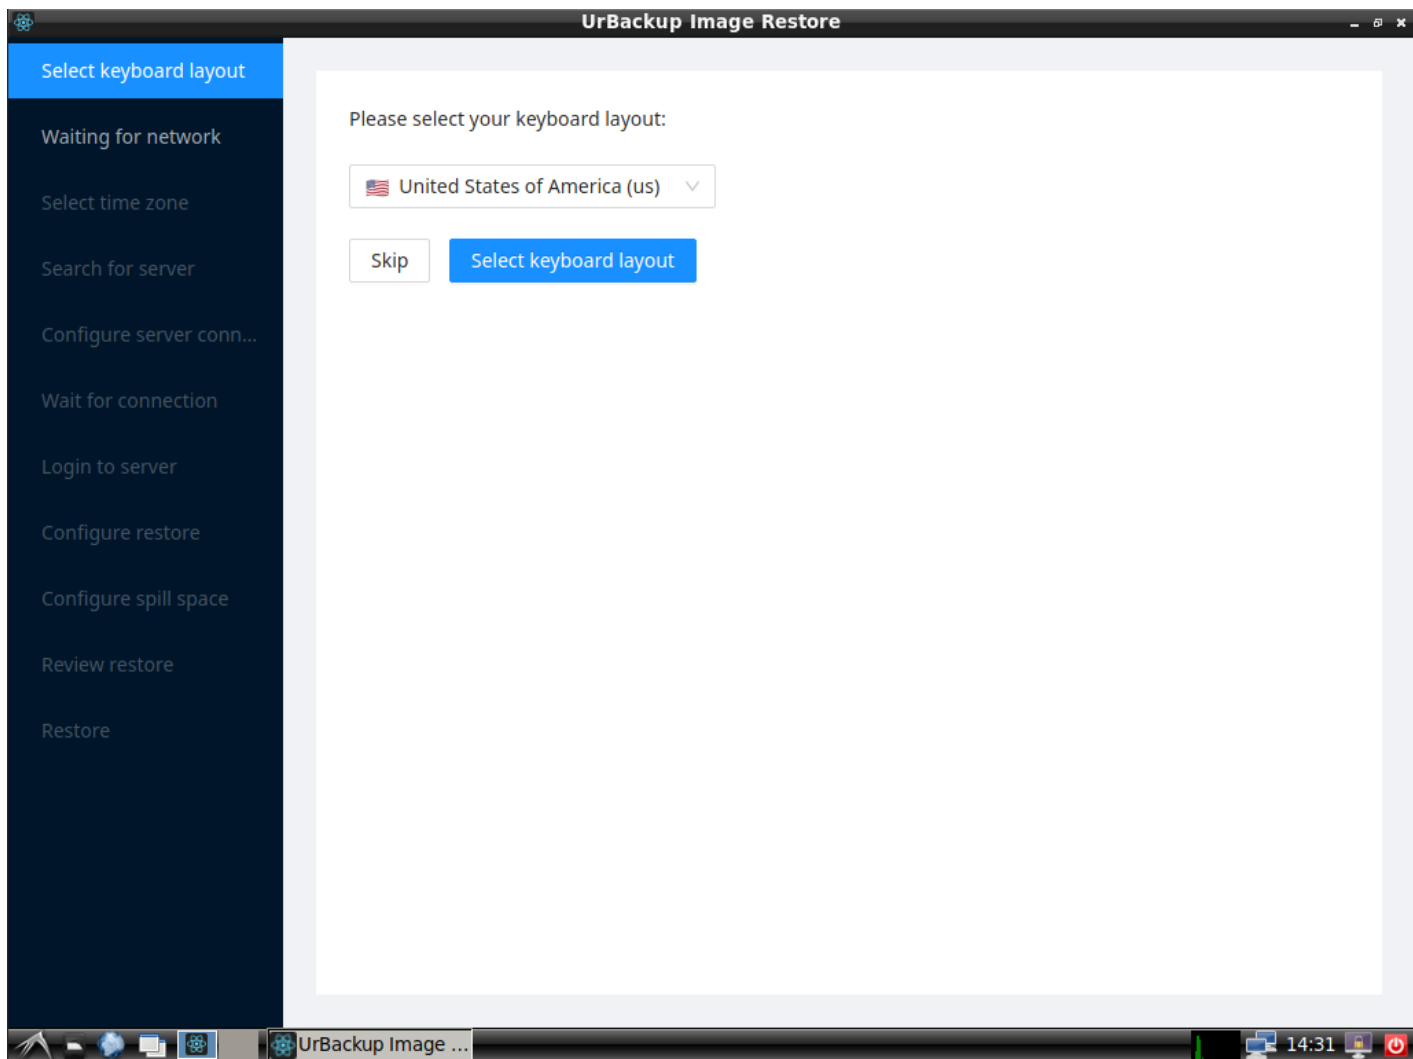 UrBackup Image Restore
Select keyboard layout
Waiting for network
Select time zone
Search for server
Configure server conn...
Wait for connection
Login to server
Configure restore
Configure spill space
Review restore
Restore
Please select your keyboard layout:
United States of America (us)
Skip
Select keyboard layout
UrBackup Image ...
14:31